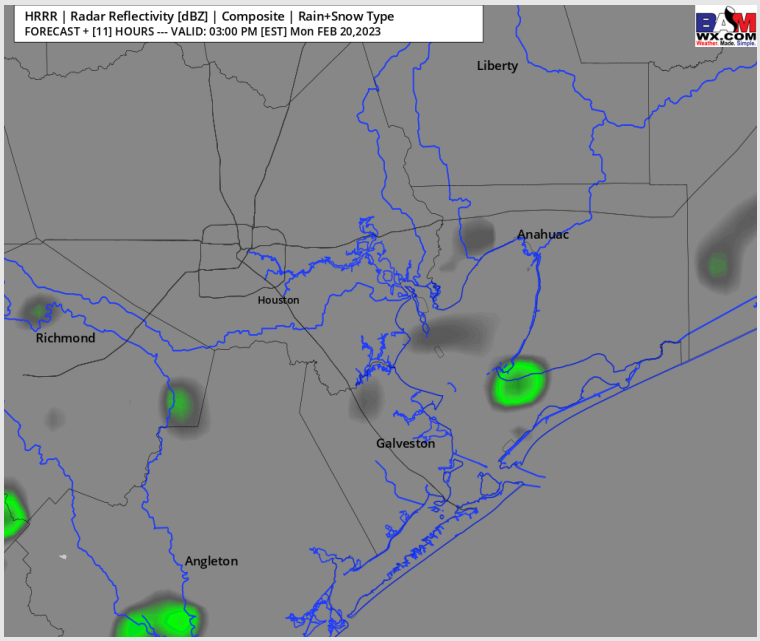 HRRR | Radar Reflectivity [dBZ] | Composite | Rain+Snow Type
FORECAST + [11] HOURS --- VALID: 03:00 PM [EST] Mon FEB 20,2023
BAM
WX.COM
Weather. Made. Simple.
Liberty
Anahuac
Houston
Richmond
Galveston
Angleton